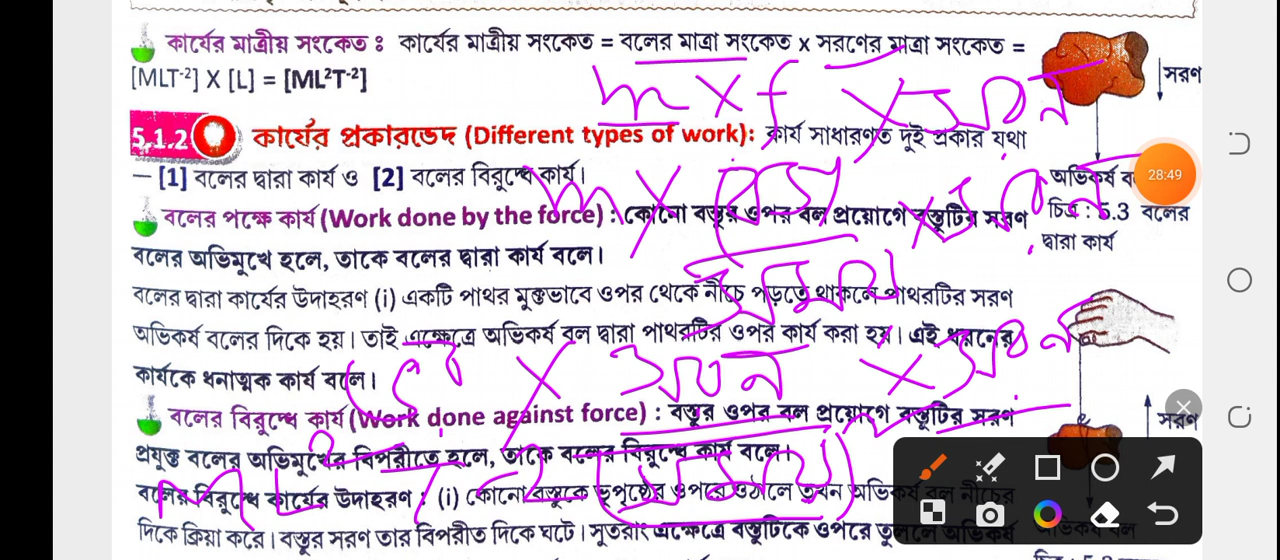 কার্যের মাত্রীয় সংকেত : কার্যের মাত্রীয় সংকেত = বলের মাত্রা সংকেত x সরণের মাত্রা সংকেত =
[MLT⁻²] X [L] = [ML²T⁻²]
সরণ
5.1.2 কার্যের প্রকারভেদ (Different types of work): কার্য সাধারণত দুই প্রকার যথা
— [1] বলের দ্বারা কার্য ও [2] বলের বিরুদ্ধে কার্য।
অভিকর্ষ
28:49
বলের পক্ষে কার্য (Work done by the force) : কোনো বস্তুর ওপর বল প্রয়োগে বস্তুটির সরণ
চিত্র : 5.3 বলের
দ্বারা কার্য
বলের অভিমুখে হলে, তাকে বলের দ্বারা কার্য বলে।
বলের দ্বারা কার্যের উদাহরণ (i) একটি পাথর মুক্তভাবে ওপর থেকে নীচে পড়তে থাকলে পাথরটির সরণ
অভিকর্ষ বলের দিকে হয়। তাই এক্ষেত্রে অভিকর্ষ বল দ্বারা পাথরটির ওপর কার্য করা হয়। এই ধরনের
কার্যকে ধনাত্মক কার্য বলে।
বলের বিরুদ্ধে কার্য (Work done against force) : বস্তুর ওপর বল প্রয়োগে বস্তুটির সরণ
সরণ
প্রযুক্ত বলের অভিমুখের বিপরীতে হলে, তাকে বলের বিরুদ্ধে কার্য বলে।
বলের বিরুদ্ধে কার্যের উদাহরণ : (i) কোনো বস্তুকে ভূপৃষ্ঠের ওপরে ওঠালে তখন অভিকর্ষ বল নীচের
দিকে ক্রিয়া করে। বস্তুর সরণ তার বিপরীত দিকে ঘটে। সুতরাং এক্ষেত্রে বস্তুটিকে ওপরে তুললে অভিকর্ষ
m x f x সরণ